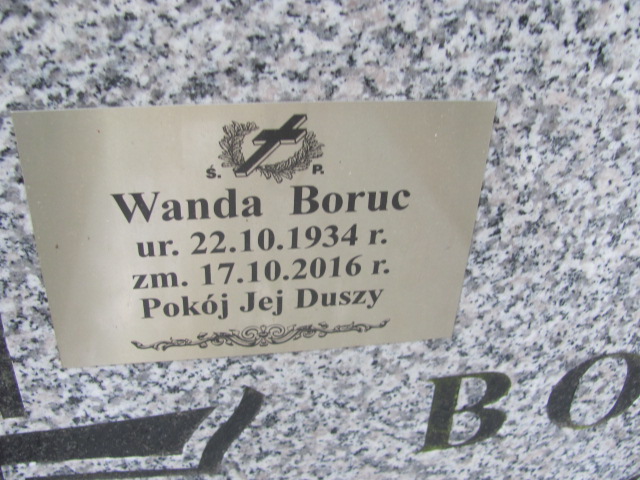 Ś. P.
Wanda Boruc
ur. 22.10.1934 r.
zm. 17.10.2016 r.
Pokój Jej Duszy
BO